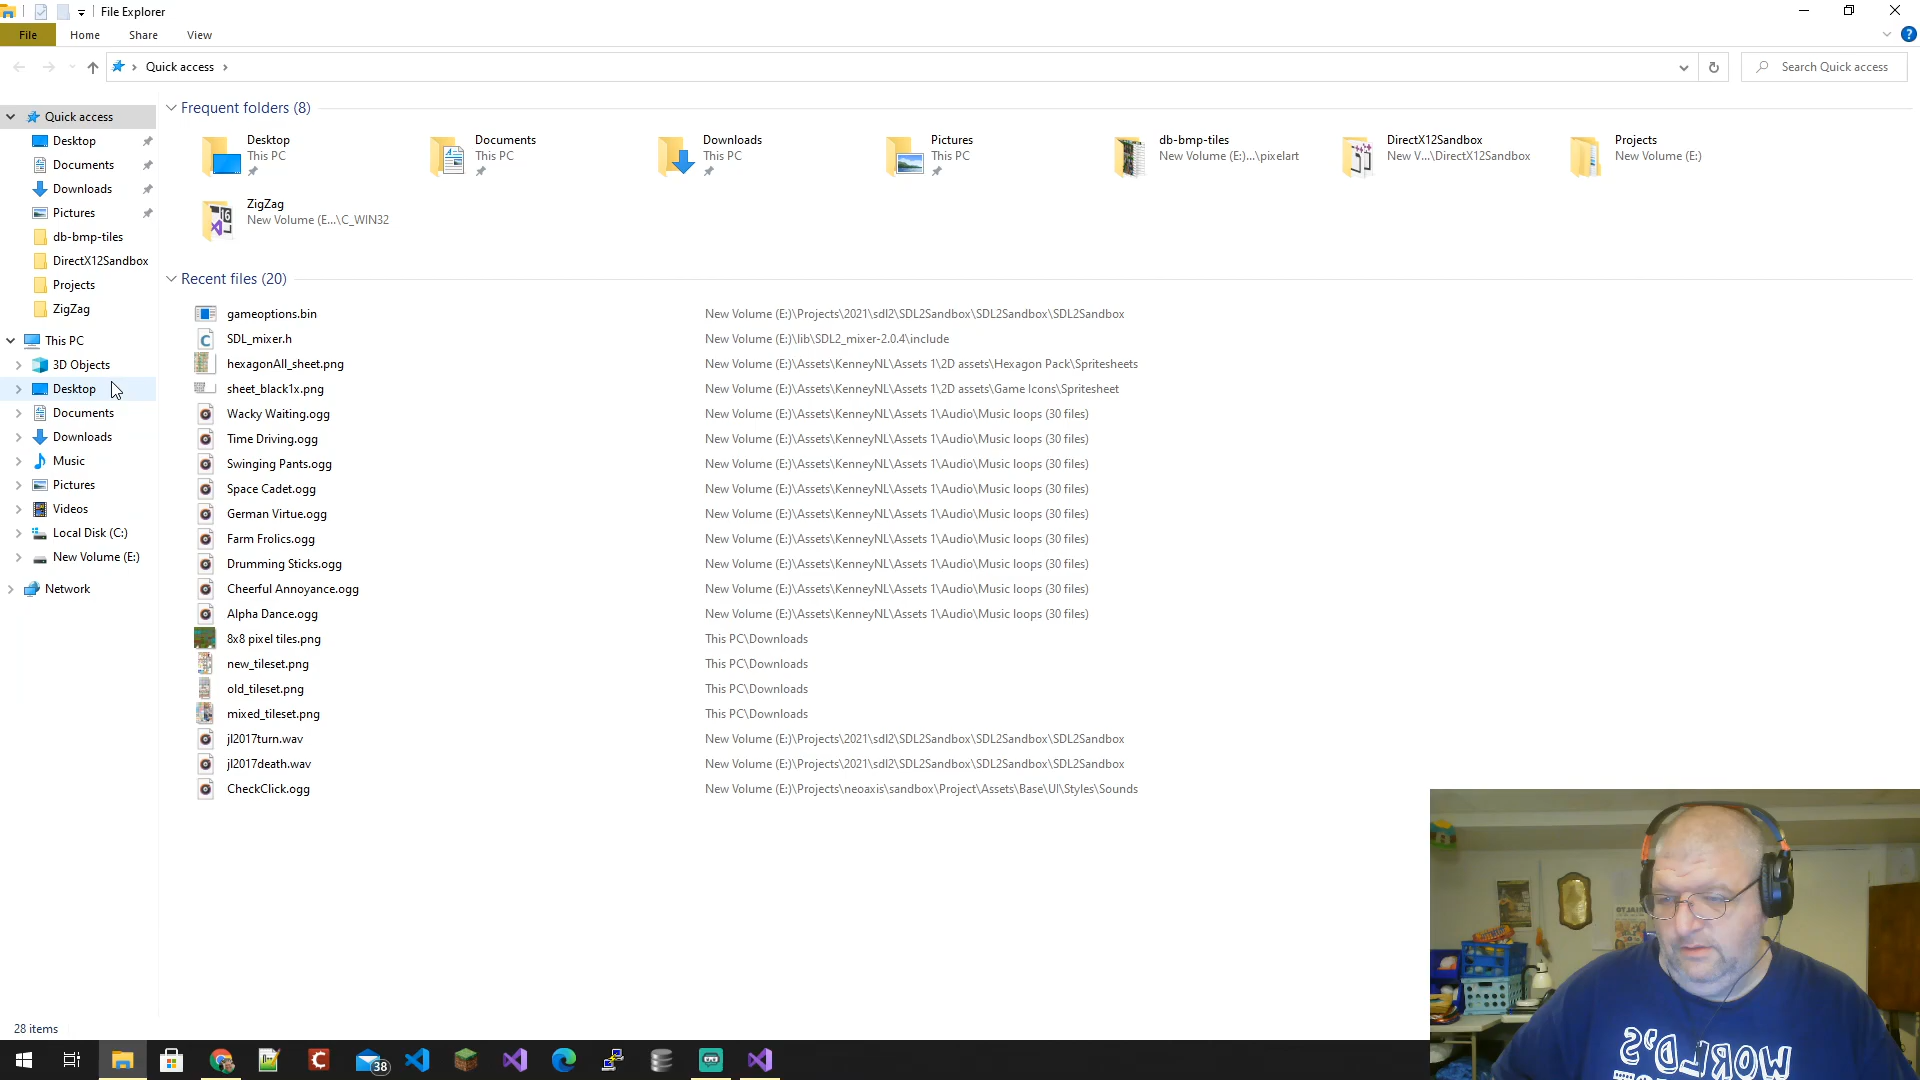 File Explorer
File Home Share View
Quick access
Search Quick access
Quick access
Desktop
Documents
Downloads
Pictures
db-bmp-tiles
DirectX12Sandbox
Projects
ZigZag
This PC
3D Objects
Desktop
Documents
Downloads
Music
Pictures
Videos
Local Disk (C:)
New Volume (E:)
Network
Frequent folders (8)
Desktop
This PC
Documents
This PC
Downloads
This PC
Pictures
This PC
db-bmp-tiles
New Volume (E:)...\pixelart
DirectX12Sandbox
New V...\DirectX12Sandbox
Projects
New Volume (E:)
ZigZag
New Volume (E...\C_WIN32
Recent files (20)
gameoptions.bin New Volume (E:)\Projects\2021\sdl2\SDL2Sandbox\SDL2Sandbox\SDL2Sandbox
SDL_mixer.h New Volume (E:)\lib\SDL2_mixer-2.0.4\include
hexagonAll_sheet.png New Volume (E:)\Assets\KenneyNL\Assets 1\2D assets\Hexagon Pack\Spritesheets
sheet_black1x.png New Volume (E:)\Assets\KenneyNL\Assets 1\2D assets\Game Icons\Spritesheet
Wacky Waiting.ogg New Volume (E:)\Assets\KenneyNL\Assets 1\Audio\Music loops (30 files)
Time Driving.ogg New Volume (E:)\Assets\KenneyNL\Assets 1\Audio\Music loops (30 files)
Swinging Pants.ogg New Volume (E:)\Assets\KenneyNL\Assets 1\Audio\Music loops (30 files)
Space Cadet.ogg New Volume (E:)\Assets\KenneyNL\Assets 1\Audio\Music loops (30 files)
German Virtue.ogg New Volume (E:)\Assets\KenneyNL\Assets 1\Audio\Music loops (30 files)
Farm Frolics.ogg New Volume (E:)\Assets\KenneyNL\Assets 1\Audio\Music loops (30 files)
Drumming Sticks.ogg New Volume (E:)\Assets\KenneyNL\Assets 1\Audio\Music loops (30 files)
Cheerful Annoyance.ogg New Volume (E:)\Assets\KenneyNL\Assets 1\Audio\Music loops (30 files)
Alpha Dance.ogg New Volume (E:)\Assets\KenneyNL\Assets 1\Audio\Music loops (30 files)
8x8 pixel tiles.png This PC\Downloads
new_tileset.png This PC\Downloads
old_tileset.png This PC\Downloads
mixed_tileset.png This PC\Downloads
jl2017turn.wav New Volume (E:)\Projects\2021\sdl2\SDL2Sandbox\SDL2Sandbox\SDL2Sandbox
jl2017death.wav New Volume (E:)\Projects\2021\sdl2\SDL2Sandbox\SDL2Sandbox\SDL2Sandbox
CheckClick.ogg New Volume (E:)\Projects\neoaxis\sandbox\Project\Assets\Base\UI\Styles\Sounds
28 items
38
WORLD'S